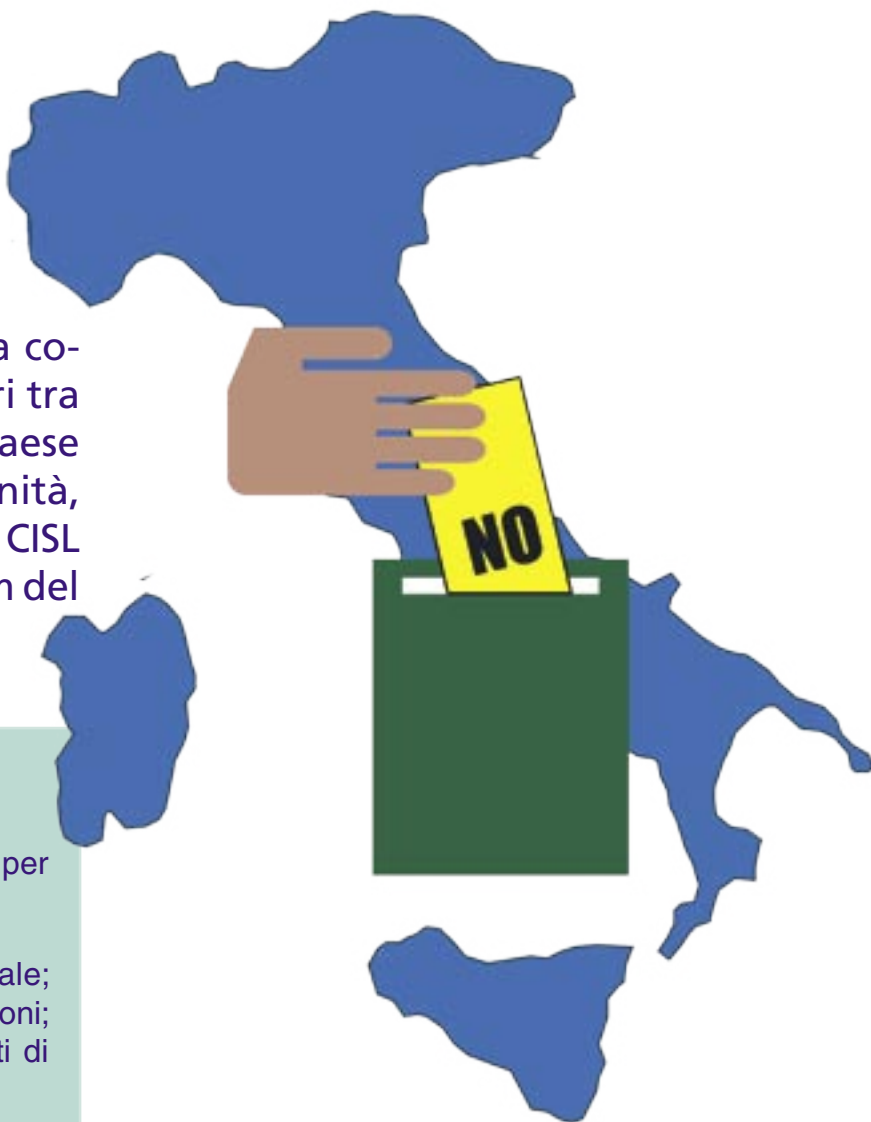 a co-
ri tra
aese
nità,
CISL
n del
NO
per
ale;
oni;
ti di